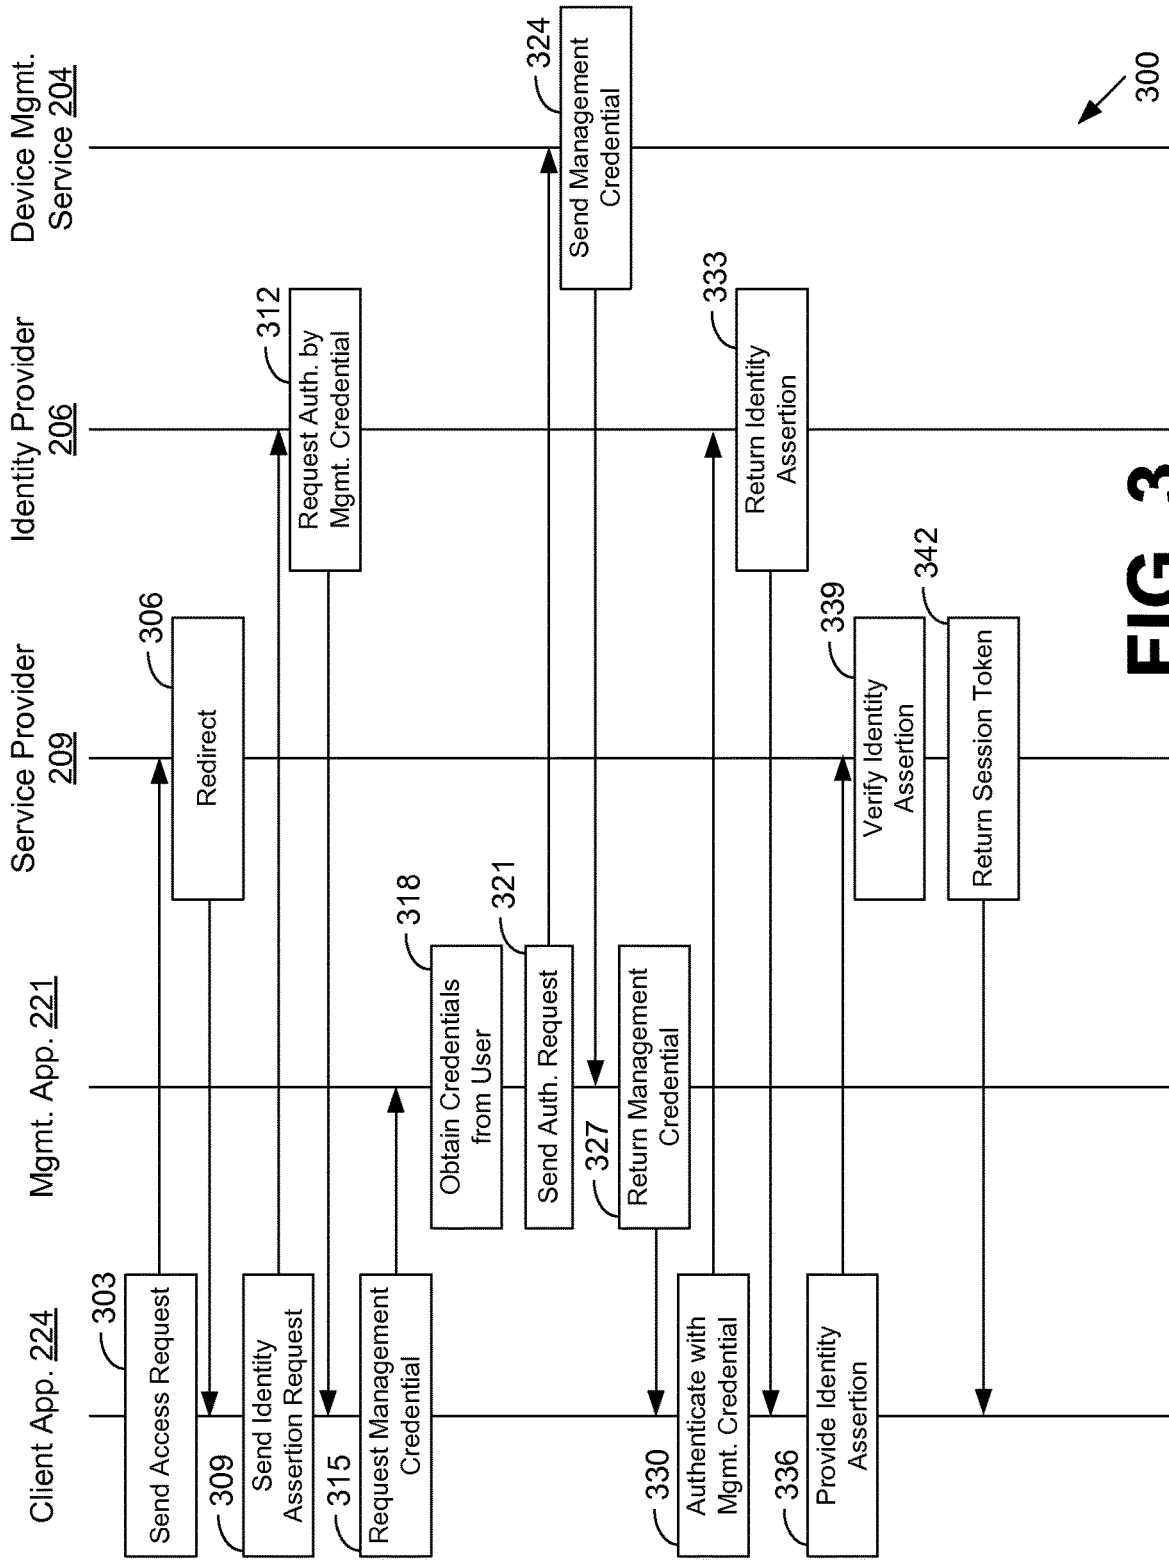 Client App. 224
Mgmt. App. 221
Service Provider
209
Identity Provider
206
Device Mgmt.
Service 204
303
Send Access Request
306
Redirect
309
Send Identity
Assertion Request
312
Request Auth. by
Mgmt. Credential
315
Request Management
Credential
318
Obtain Credentials
from User
321
Send Auth. Request
324
Send Management
Credential
327
Return Management
Credential
330
Authenticate with
Mgmt. Credential
333
Return Identity
Assertion
336
Provide Identity
Assertion
339
Verify Identity
Assertion
342
Return Session Token
300
FIG. 3